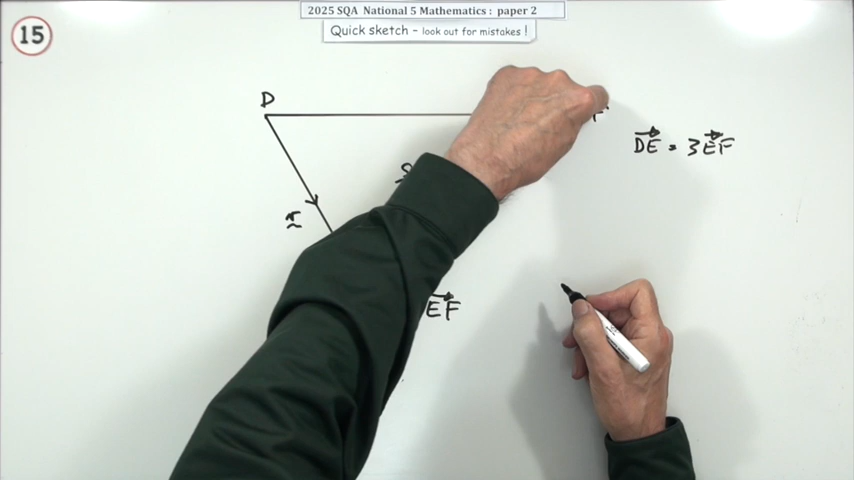 15
2025 SQA National 5 Mathematics : paper 2
Quick sketch - look out for mistakes !
D
DE = 3EF
EF